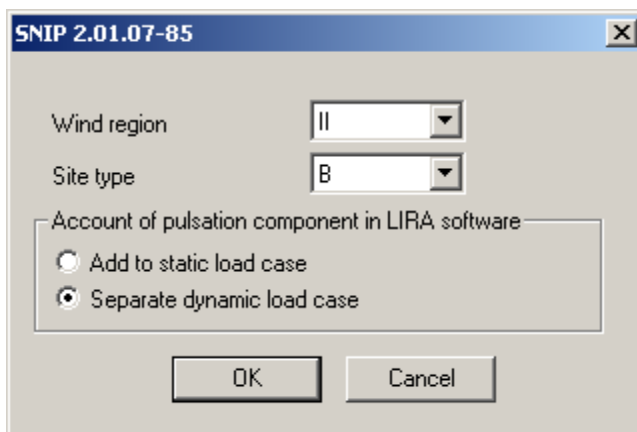 SNIP 2.01.07-85
Wind region II
Site type B
Account of pulsation component in LIRA software
Add to static load case
Separate dynamic load case
OK Cancel